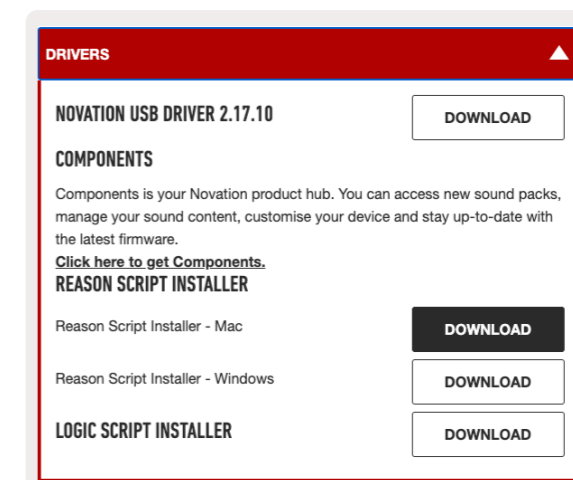 DRIVERS
NOVATION USB DRIVER 2.17.10
DOWNLOAD
COMPONENTS
Components is your Novation product hub. You can access new sound packs,
manage your sound content, customise your device and stay up-to-date with
the latest firmware.
Click here to get Components.
REASON SCRIPT INSTALLER
Reason Script Installer - Mac
DOWNLOAD
Reason Script Installer - Windows
DOWNLOAD
LOGIC SCRIPT INSTALLER
DOWNLOAD